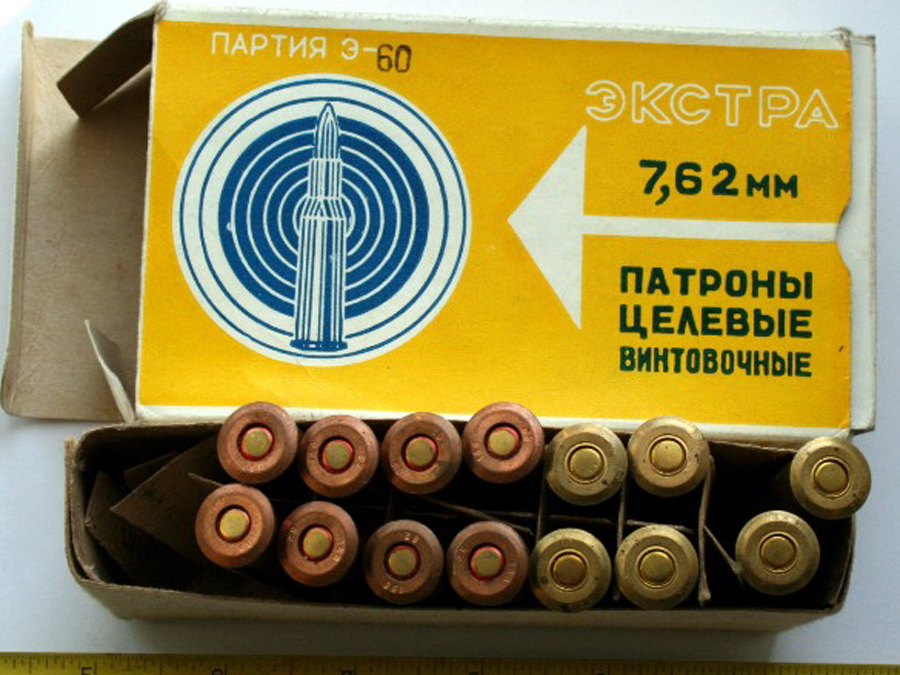 ПАРТИЯ Э-60
ЭКСТРА
7,62мм
ПАТРОНЫ
ЦЕЛЕВЫЕ
ВИНТОВОЧНЫЕ